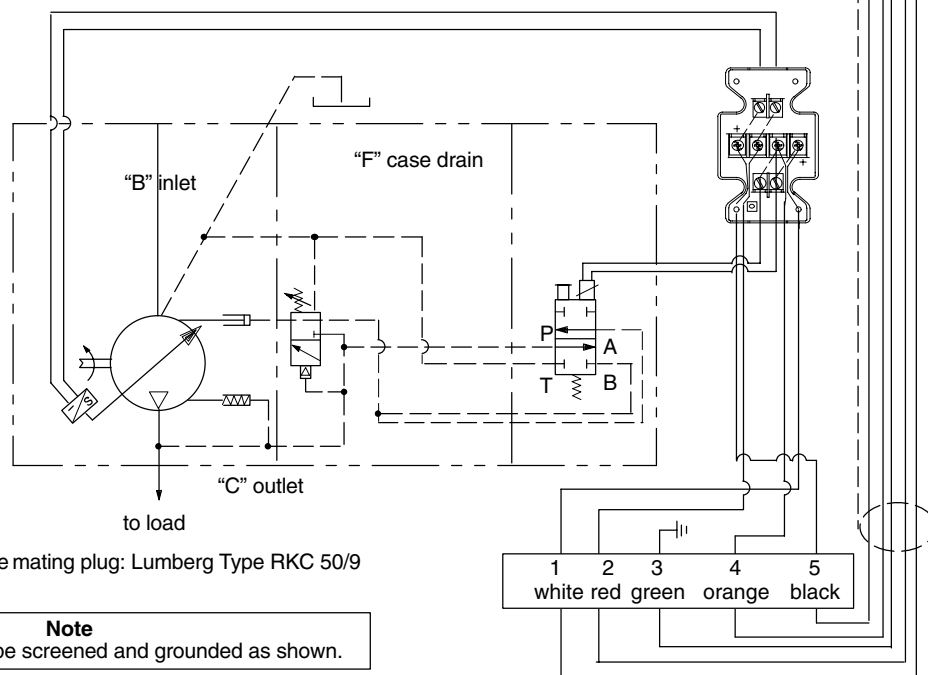 "B" inlet
"F" case drain
+
+
P
A
T
B
I
S
"C" outlet
to load
e mating plug: Lumberg Type RKC 50/9
1 2 3 4 5
white red green orange black
Note
be screened and grounded as shown.